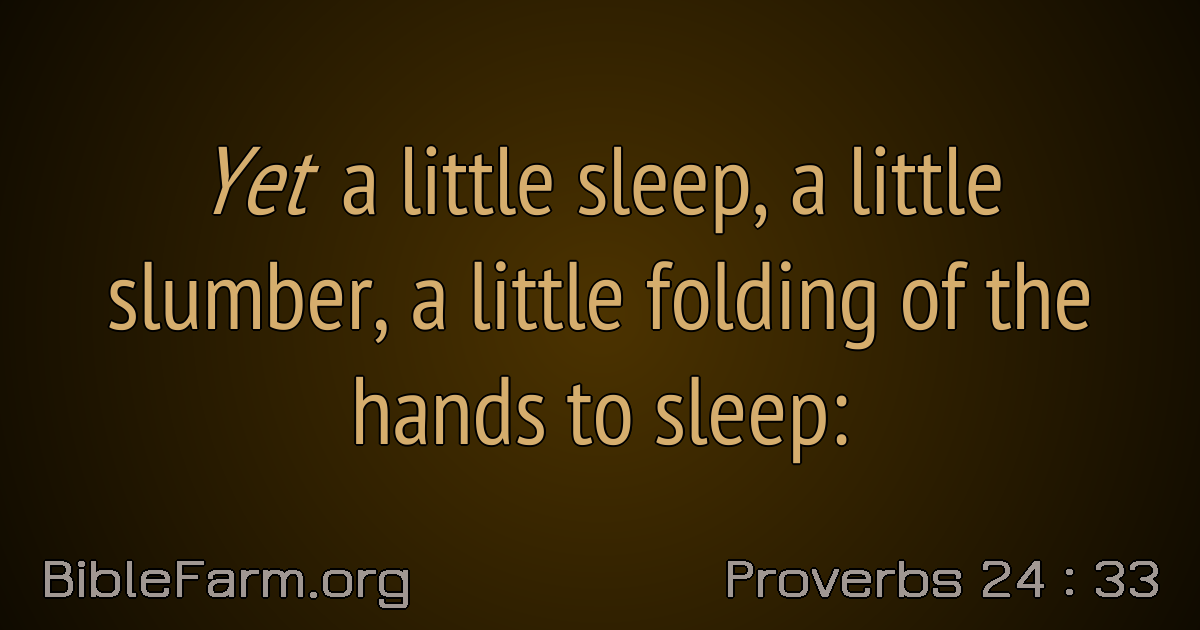 Yet a little sleep, a little
slumber, a little folding of the
hands to sleep:
BibleFarm.org
Proverbs 24 : 33